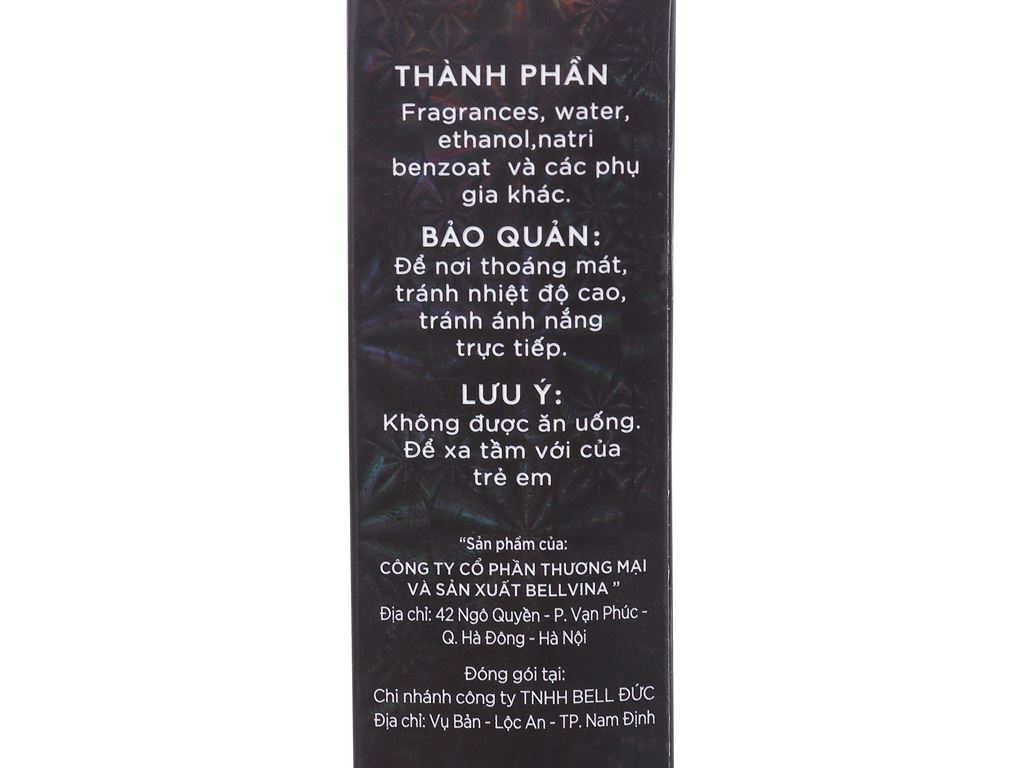 THÀNH PHẦN
Fragrances, water,
ethanol,natri
benzoat và các phụ
gia khác.
BẢO QUẢN:
Để nơi thoáng mát,
tránh nhiệt độ cao,
tránh ánh nắng
trực tiếp.
LƯU Ý:
Không được ăn uống.
Để xa tầm với của
trẻ em
“Sản phẩm của:
CÔNG TY CỔ PHẦN THƯƠNG MẠI
VÀ SẢN XUẤT BELLVINA ”
Địa chỉ: 42 Ngô Quyền - P. Vạn Phúc -
Q. Hà Đông - Hà Nội
Đóng gói tại:
Chi nhánh công ty TNHH BELL ĐỨC
Địa chỉ: Vụ Bản - Lộc An - TP. Nam Định